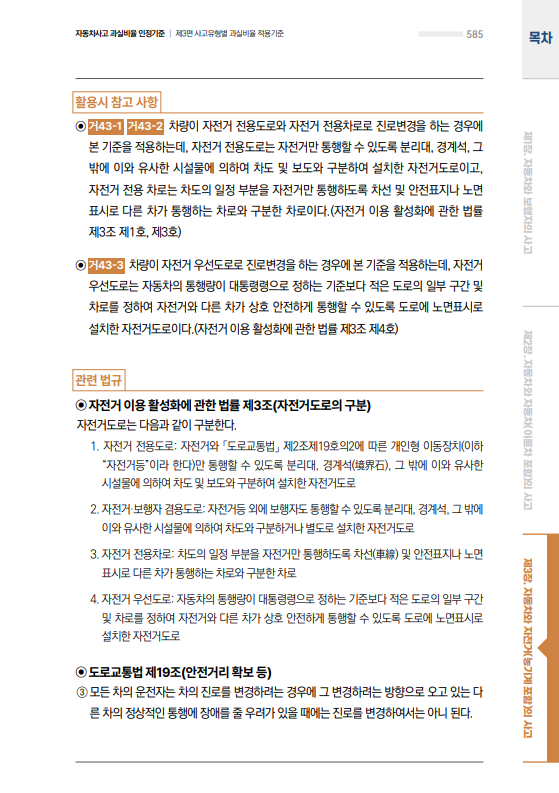 자동차사고 과실비율 인정기준 | 제3편 사고유형별 과실비율 적용기준
585
목차
활용시 참고 사항
◉ 거43-1 거43-2 차량이 자전거 전용도로와 자전거 전용차로로 진로변경을 하는 경우에
본 기준을 적용하는데, 자전거 전용도로는 자전거만 통행할 수 있도록 분리대, 경계석, 그
밖에 이와 유사한 시설물에 의하여 차도 및 보도와 구분하여 설치한 자전거도로이고,
자전거 전용 차로는 차도의 일정 부분을 자전거만 통행하도록 차선 및 안전표지나 노면
표시로 다른 차가 통행하는 차로와 구분한 차로이다.(자전거 이용 활성화에 관한 법률
제3조 제1호, 제3호)
◉ 거43-3 차량이 자전거 우선도로로 진로변경을 하는 경우에 본 기준을 적용하는데, 자전거
우선도로는 자동차의 통행량이 대통령령으로 정하는 기준보다 적은 도로의 일부 구간 및
차로를 정하여 자전거와 다른 차가 상호 안전하게 통행할 수 있도록 도로에 노면표시로
설치한 자전거도로이다.(자전거 이용 활성화에 관한 법률 제3조 제4호)
관련 법규
◉ 자전거 이용 활성화에 관한 법률 제3조(자전거도로의 구분)
자전거도로는 다음과 같이 구분한다.
1. 자전거 전용도로: 자전거와 「도로교통법」 제2조제19호의2에 따른 개인형 이동장치(이하
“자전거등”이라 한다)만 통행할 수 있도록 분리대, 경계석(境界石), 그 밖에 이와 유사한
시설물에 의하여 차도 및 보도와 구분하여 설치한 자전거도로
2. 자전거·보행자 겸용도로: 자전거등 외에 보행자도 통행할 수 있도록 분리대, 경계석, 그 밖에
이와 유사한 시설물에 의하여 차도와 구분하거나 별도로 설치한 자전거도로
3. 자전거 전용차로: 차도의 일정 부분을 자전거만 통행하도록 차선(車線) 및 안전표지나 노면
표시로 다른 차가 통행하는 차로와 구분한 차로
4. 자전거 우선도로: 자동차의 통행량이 대통령령으로 정하는 기준보다 적은 도로의 일부 구간
및 차로를 정하여 자전거와 다른 차가 상호 안전하게 통행할 수 있도록 도로에 노면표시로
설치한 자전거도로
◉ 도로교통법 제19조(안전거리 확보 등)
③ 모든 차의 운전자는 차의 진로를 변경하려는 경우에 그 변경하려는 방향으로 오고 있는 다
른 차의 정상적인 통행에 장애를 줄 우려가 있을 때에는 진로를 변경하여서는 아니 된다.
제1장. 자동차와 보행자의 사고
제2장. 자동차와 자동차(이륜차 포함)의 사고
제3장. 자동차와 자전거(농기계 포함)의 사고